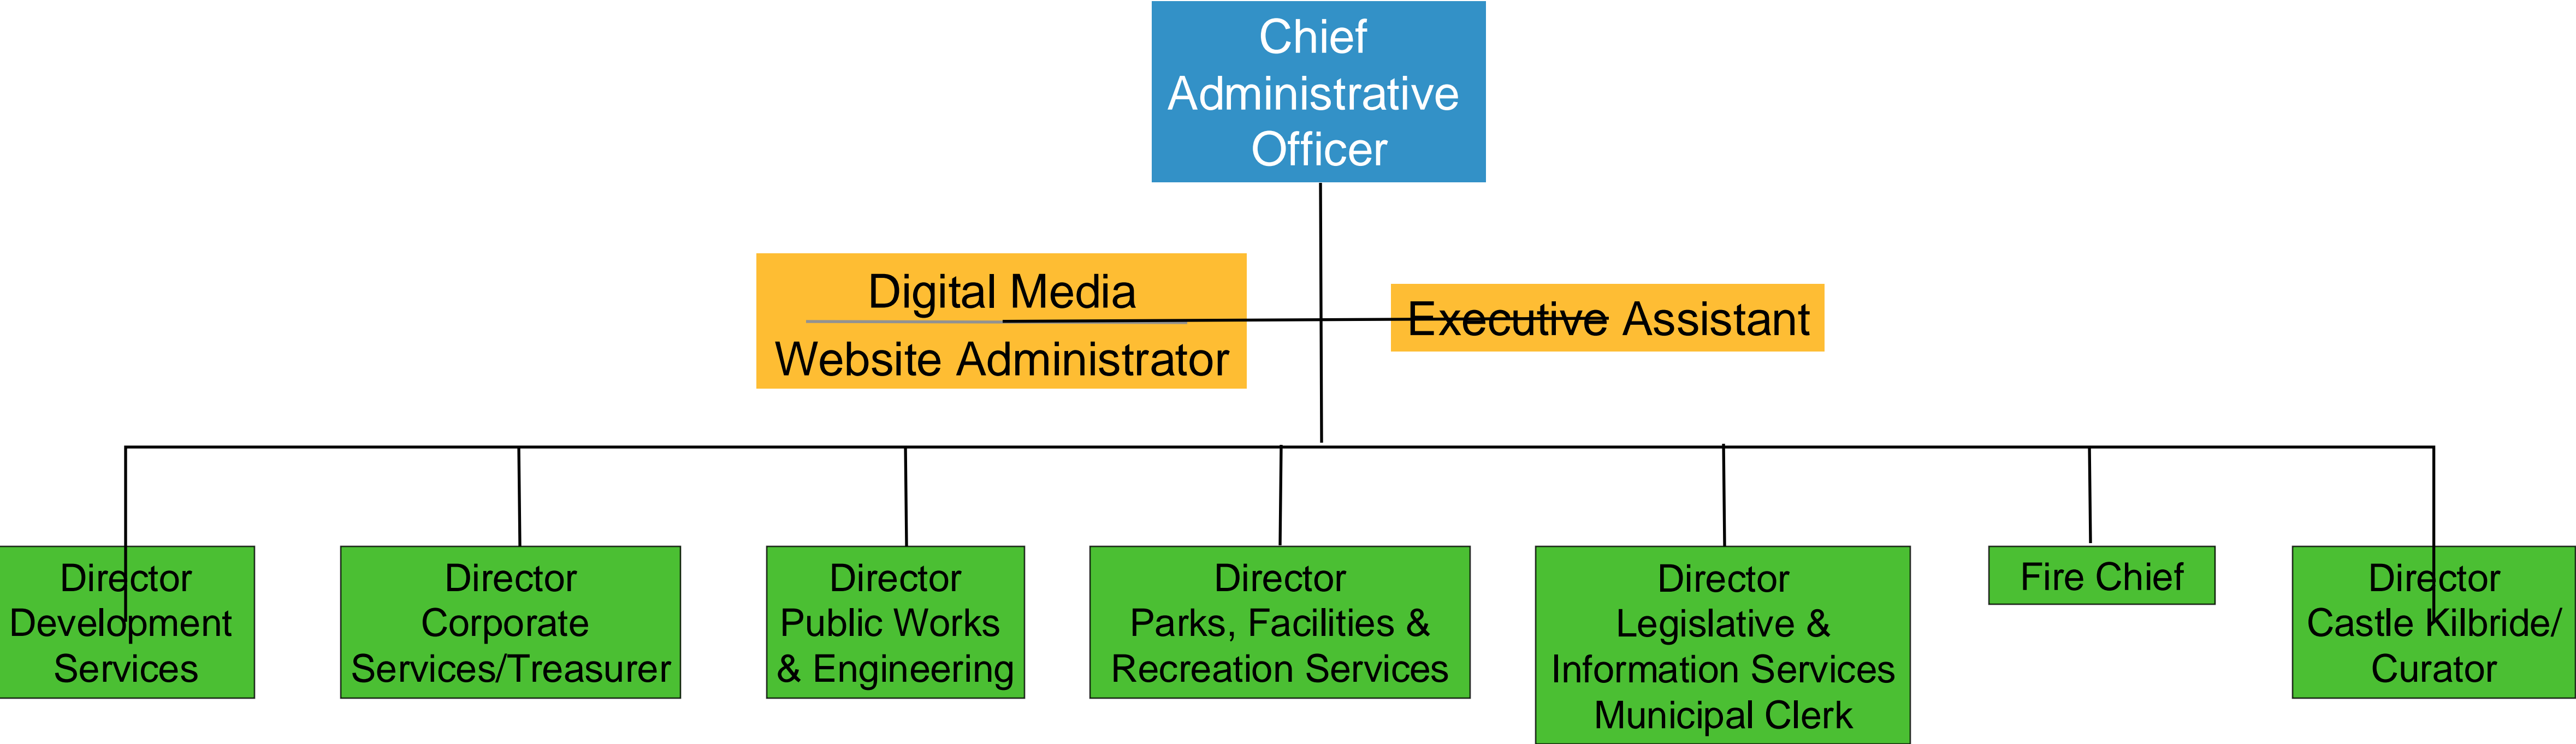 Chief
Administrative
Officer
Digital Media
Website Administrator
Executive Assistant
Director
Development
Services
Director
Corporate
Services/Treasurer
Director
Public Works
& Engineering
Director
Parks, Facilities &
Recreation Services
Director
Legislative &
Information Services
Municipal Clerk
Fire Chief
Director
Castle Kilbride/
Curator